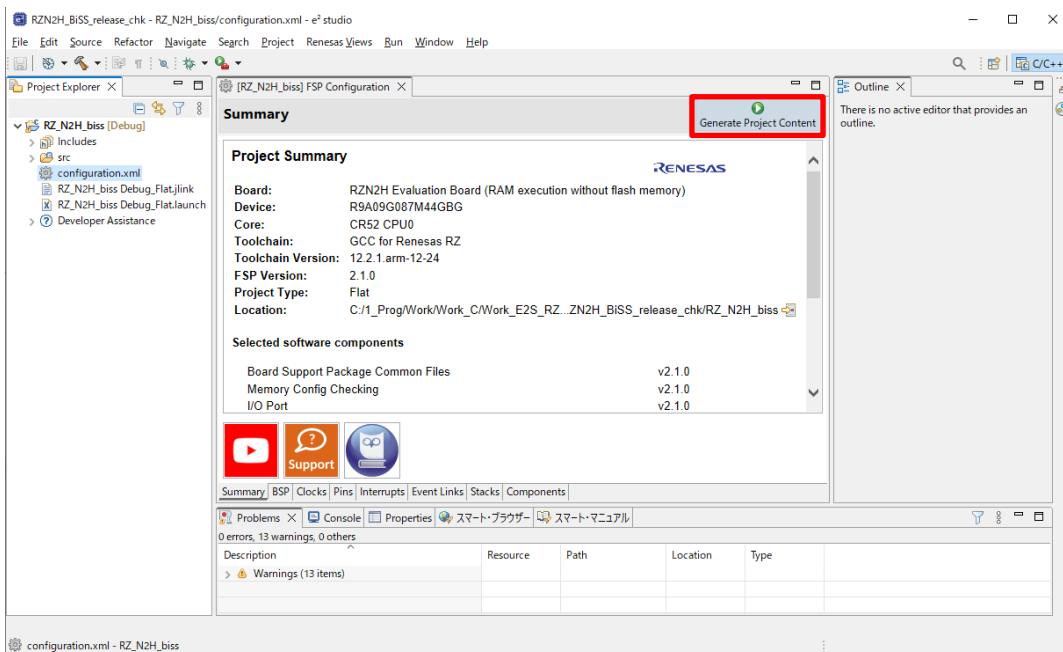 RZN2H_BiSS_release_chk - RZ_N2H_biss/configuration.xml - e² studio
File Edit Source Refactor Navigate Search Project Renesas Views Run Window Help
C/C++
Project Explorer
[RZ_N2H_biss] FSP Configuration
Outline
Summary
Generate Project Content
There is no active editor that provides an
outline.
RZ_N2H_biss [Debug]
Includes
src
configuration.xml
RZ_N2H_biss Debug_Flat.jlink
RZ_N2H_biss Debug_Flat.launch
Developer Assistance
Project Summary
RENESAS
Board: RZN2H Evaluation Board (RAM execution without flash memory)
Device: R9A09G087M44GBG
Core: CR52 CPU0
Toolchain: GCC for Renesas RZ
Toolchain Version: 12.2.1.arm-12-24
FSP Version: 2.1.0
Project Type: Flat
Location: C:/1_Prog/Work/Work_C/Work_E2S_RZ...ZN2H_BiSS_release_chk/RZ_N2H_biss
Selected software components
Board Support Package Common Files v2.1.0
Memory Config Checking v2.1.0
I/O Port v2.1.0
Support
Summary BSP Clocks Pins Interrupts Event Links Stacks Components
Problems Console Properties スマート・ブラウザー スマート・マニュアル
0 errors, 13 warnings, 0 others
Description Resource Path Location Type
Warnings (13 items)
configuration.xml - RZ_N2H_biss